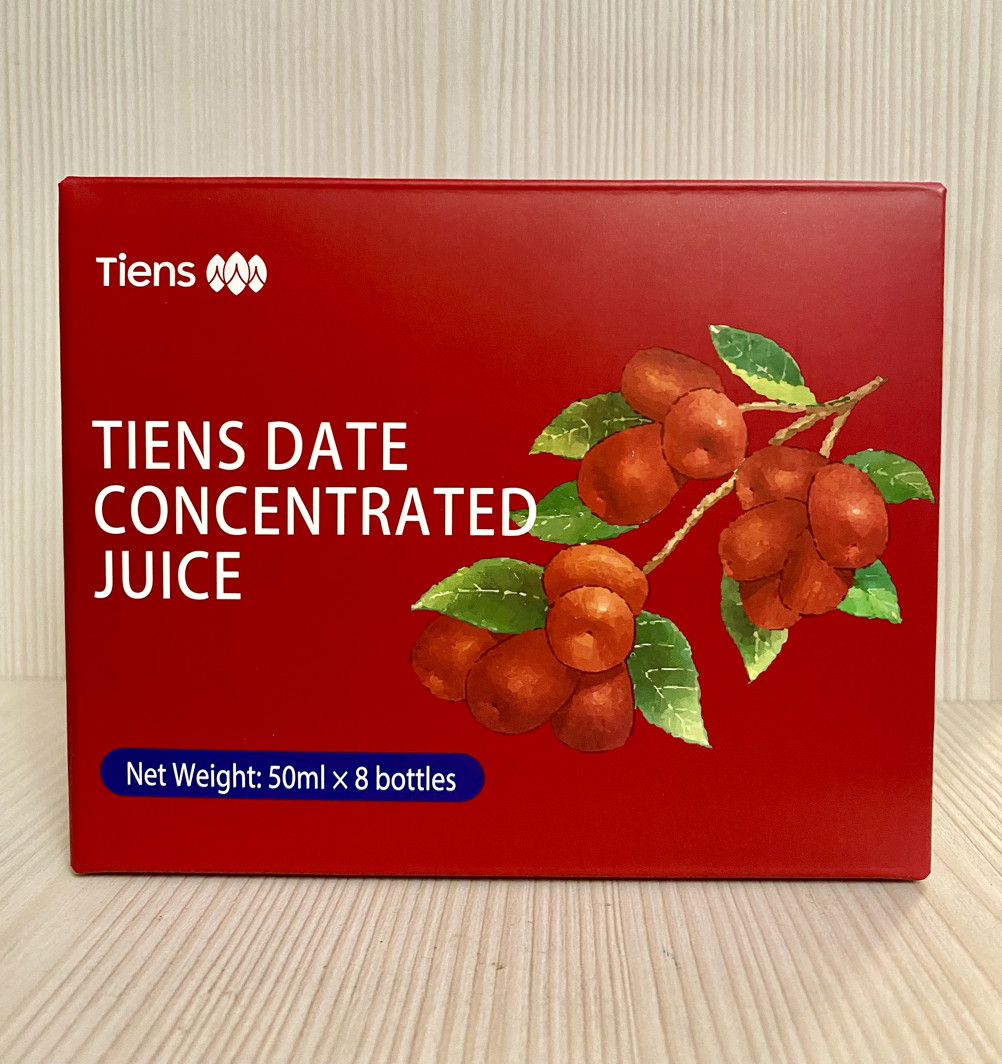 Tiens
TIENS DATE
CONCENTRATED
JUICE
Net Weight: 50ml × 8 bottles